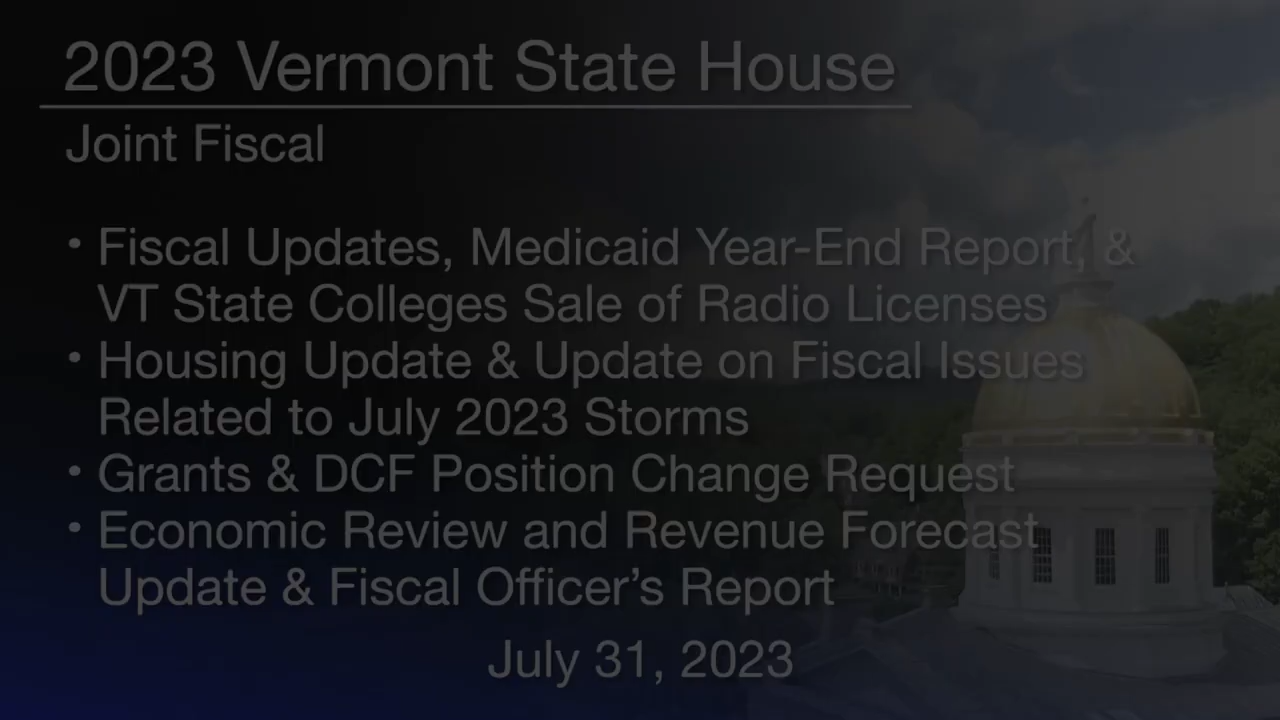 2023 Vermont State House
Joint Fiscal
• Fiscal Updates, Medicaid Year-End Report, &
VT State Colleges Sale of Radio Licenses
• Housing Update & Update on Fiscal Issues
Related to July 2023 Storms
• Grants & DCF Position Change Request
• Economic Review and Revenue Forecast
Update & Fiscal Officer’s Report
July 31, 2023